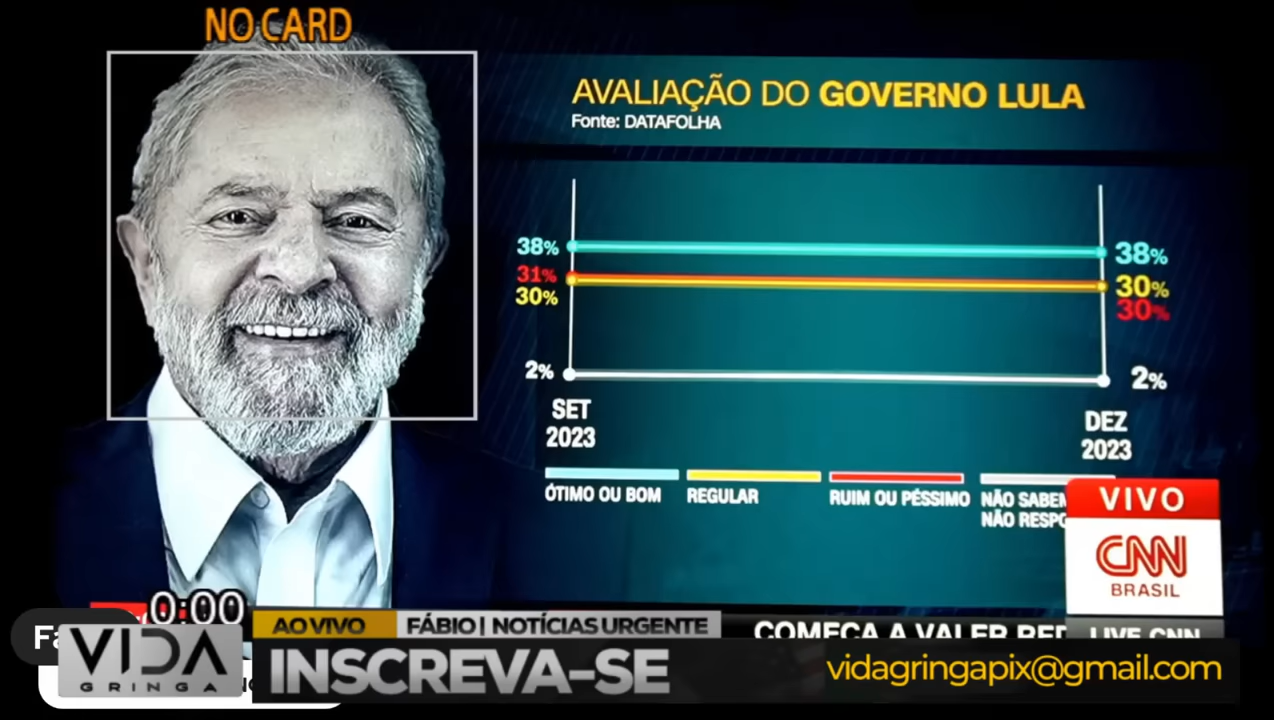 NO CARD
AVALIAÇÃO DO GOVERNO LULA
Fonte: DATAFOLHA
38%
31%
30%
2%
38%
30%
30%
2%
SET
2023
DEZ
2023
ÓTIMO OU BOM
REGULAR
RUIM OU PÉSSIMO
NÃO
NÃO
VIVO
CNN
BRASIL
LIVE CNN
0:00
AO VIVO
FÁBIO | NOTÍCIAS URGENTE
COMEÇA A VALER
VIDA
GRINGA
INSCREVA-SE
vidagringapix@gmail.com